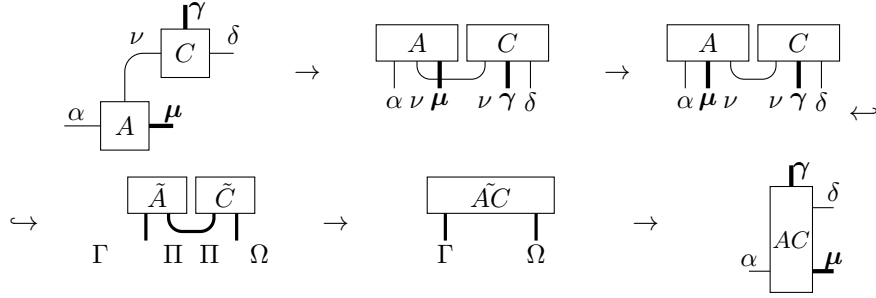 γ
ν C δ
α A μ
→
A C
α ν μ ν γ δ
→
A C
α μ ν ν γ δ
↩
↪
Ã C̃
Γ Π Π Ω
→
ÃC
Γ Ω
→
γ
δ
AC
α μ